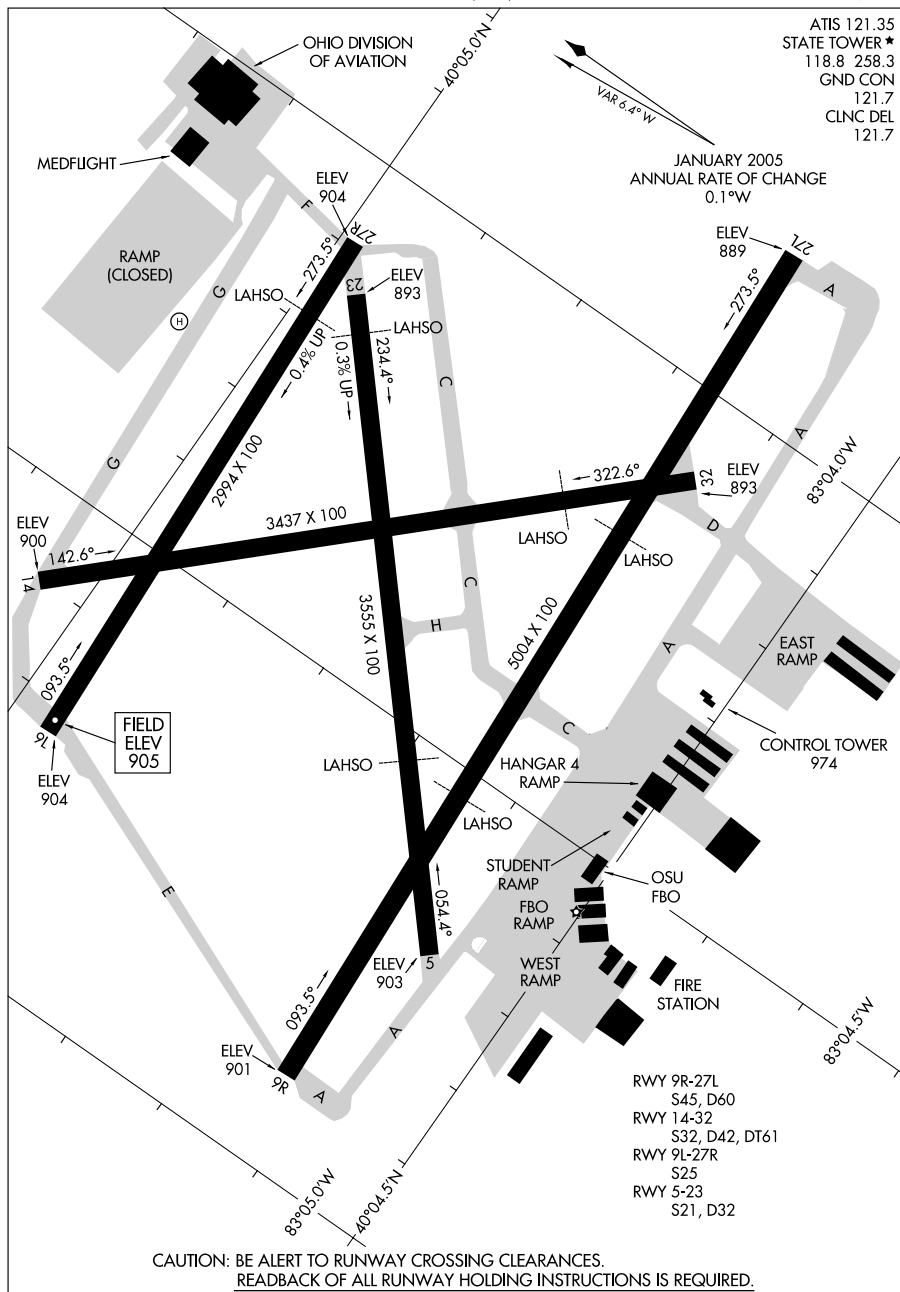 ATIS 121.35
STATE TOWER ★
118.8 258.3
GND CON
121.7
CLNC DEL
121.7
OHIO DIVISION
OF AVIATION
40°05.0'N
VAR 6.4° W
JANUARY 2005
ANNUAL RATE OF CHANGE
0.1°W
MEDFLIGHT
ELEV
904
F
27R
ELEV
889
27L
A
RAMP
(CLOSED)
G
H
273.5°
LAHSO
23
ELEV
893
LAHSO
273.5°
0.4% UP
0.3% UP
234.4°
C
A
83°04.0'W
G
2994 X 100
322.6°
32
ELEV
893
ELEV
900
142.6°
14
3437 X 100
LAHSO
LAHSO
D
C
3555 X 100
H
5004 X 100
A
EAST
RAMP
093.5°
9L
ELEV
904
FIELD
ELEV
905
C
CONTROL TOWER
974
HANGAR 4
RAMP
LAHSO
LAHSO
E
STUDENT
RAMP
OSU
FBO
FBO
RAMP
054.4°
5
ELEV
903
WEST
RAMP
FIRE
STATION
093.5°
A
ELEV
901
9R
A
83°04.5'W
RWY 9R-27L
S45, D60
RWY 14-32
S32, D42, DT61
RWY 9L-27R
S25
RWY 5-23
S21, D32
83°05.0'W
40°04.5'N
CAUTION: BE ALERT TO RUNWAY CROSSING CLEARANCES.
READBACK OF ALL RUNWAY HOLDING INSTRUCTIONS IS REQUIRED.